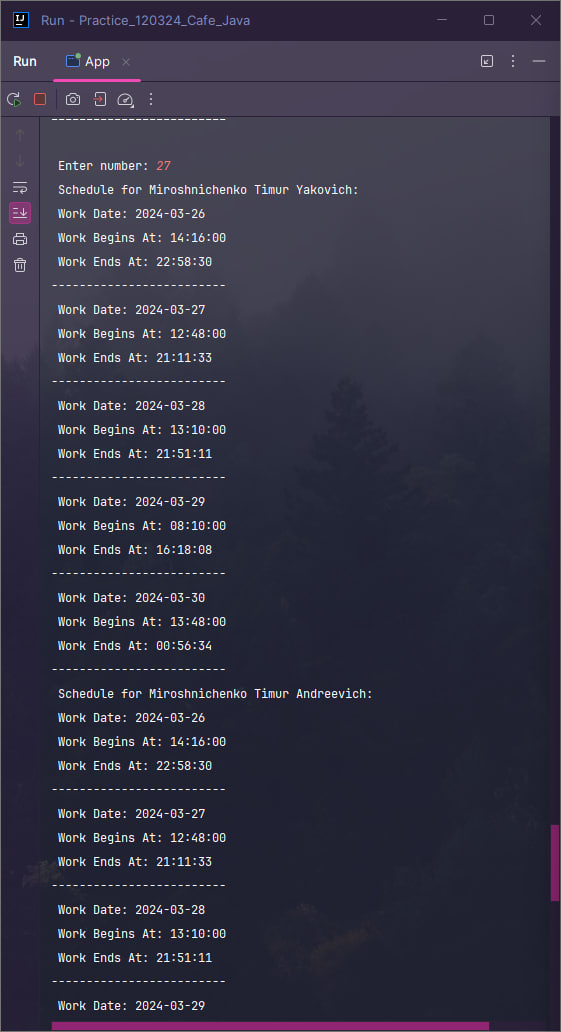 Run - Practice_120324_Cafe_Java
Run
App
------------------------
Enter number: 27
Schedule for Miroshnichenko Timur Yakovich:
Work Date: 2024-03-26
Work Begins At: 14:16:00
Work Ends At: 22:58:30
------------------------
Work Date: 2024-03-27
Work Begins At: 12:48:00
Work Ends At: 21:11:33
------------------------
Work Date: 2024-03-28
Work Begins At: 13:10:00
Work Ends At: 21:51:11
------------------------
Work Date: 2024-03-29
Work Begins At: 08:10:00
Work Ends At: 16:18:08
------------------------
Work Date: 2024-03-30
Work Begins At: 13:48:00
Work Ends At: 00:56:34
------------------------
Schedule for Miroshnichenko Timur Andreevich:
Work Date: 2024-03-26
Work Begins At: 14:16:00
Work Ends At: 22:58:30
------------------------
Work Date: 2024-03-27
Work Begins At: 12:48:00
Work Ends At: 21:11:33
------------------------
Work Date: 2024-03-28
Work Begins At: 13:10:00
Work Ends At: 21:51:11
------------------------
Work Date: 2024-03-29